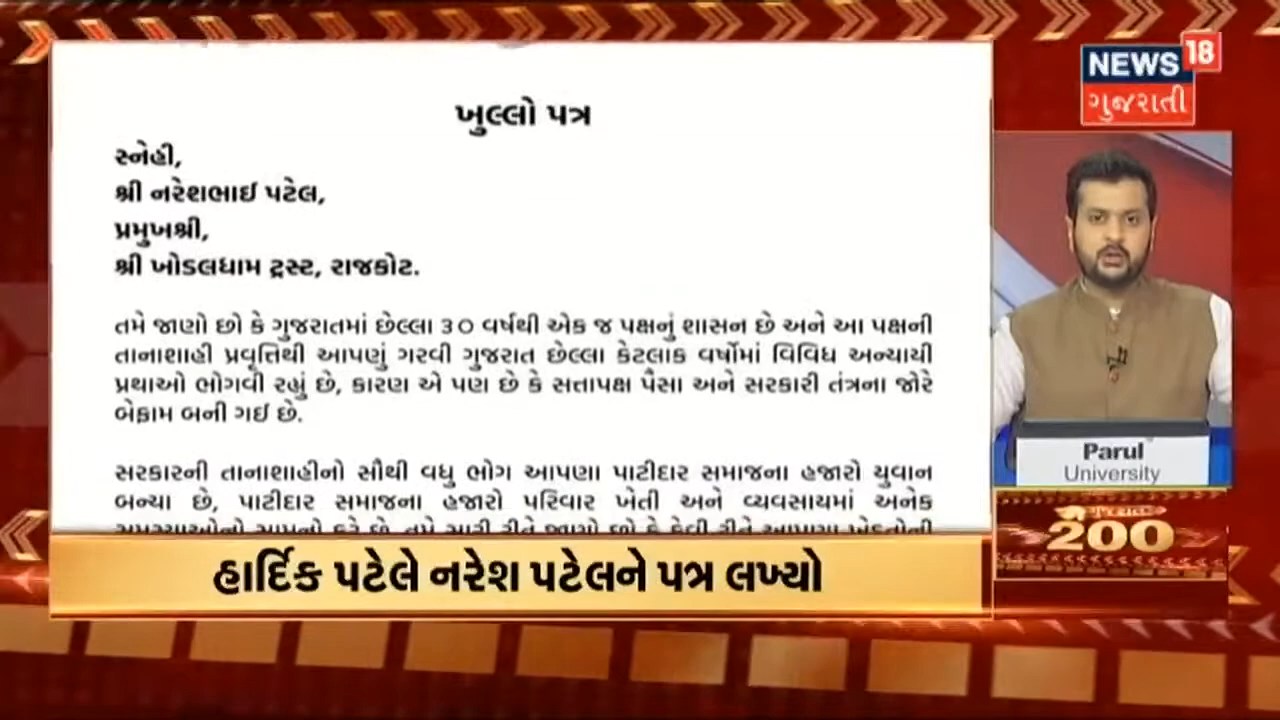 ખુલ્લો પત્ર
સ્નેહી,
શ્રી નરેશભાઈ પટેલ,
પ્રમુખશ્રી,
શ્રી ખોડલધામ ટ્રસ્ટ, રાજકોટ.
તમે જાણો છો કે ગુજરાતમાં છેલ્લા 30 વર્ષથી એક જ પક્ષનું શાસન છે અને આ પક્ષની
તાનાશાહી પ્રવૃત્તિથી આપણું ગરવી ગુજરાત છેલ્લા કેટલાક વર્ષોમાં વિવિધ અન્યાયી
પ્રથાઓ ભોગવી રહ્યું છે, કારણ એ પણ છે કે સત્તાપક્ષ પૈસા અને સરકારી તંત્રના જોરે
બેફામ બની ગઈ છે.
સરકારની તાનાશાહીનો સૌથી વધુ ભોગ આપણા પાટીદાર સમાજના હજારો યુવાન
બન્યા છે, પાટીદાર સમાજના હજારો પરિવાર ખેતી અને વ્યવસાયમાં અનેક
હાર્દિક પટેલે નરેશ પટેલને પત્ર લખ્યો
NEWS 18
ગુજરાતી
Parul
University
ગુજરાત
200